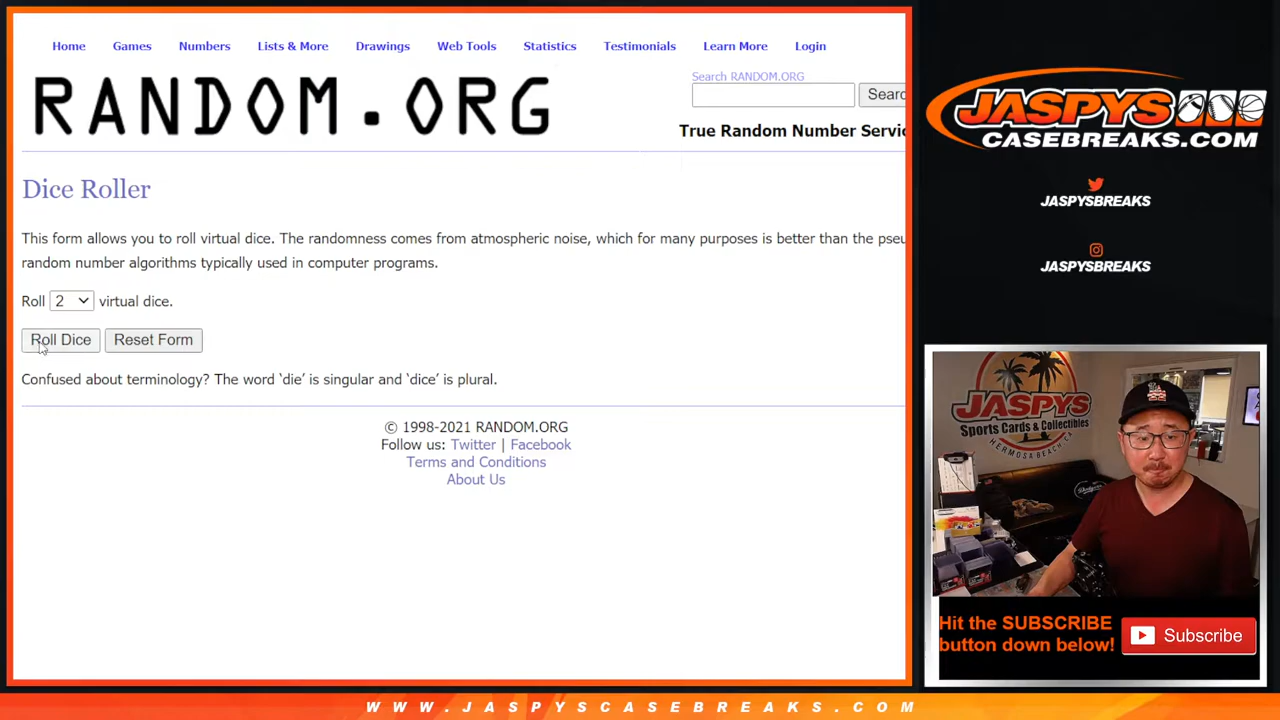 Home Games Numbers Lists & More Drawings Web Tools Statistics Testimonials Learn More Login
RANDOM.ORG
Search RANDOM.ORG
Searc
True Random Number Servic
Dice Roller
This form allows you to roll virtual dice. The randomness comes from atmospheric noise, which for many purposes is better than the pseu
random number algorithms typically used in computer programs.
Roll 2 virtual dice.
Roll Dice Reset Form
Confused about terminology? The word ‘die’ is singular and ‘dice’ is plural.
© 1998-2021 RANDOM.ORG
Follow us: Twitter | Facebook
Terms and Conditions
About Us
JASPYS
CASEBREAKS.COM
JASPYSBREAKS
JASPYSBREAKS
JASPYS
Sports Cards & Collectibles
HERMOSA BEACH, CA
Dodgers
Hit the SUBSCRIBE
button down below!
Subscribe
WWW.JASPYSCASEBREAKS.COM